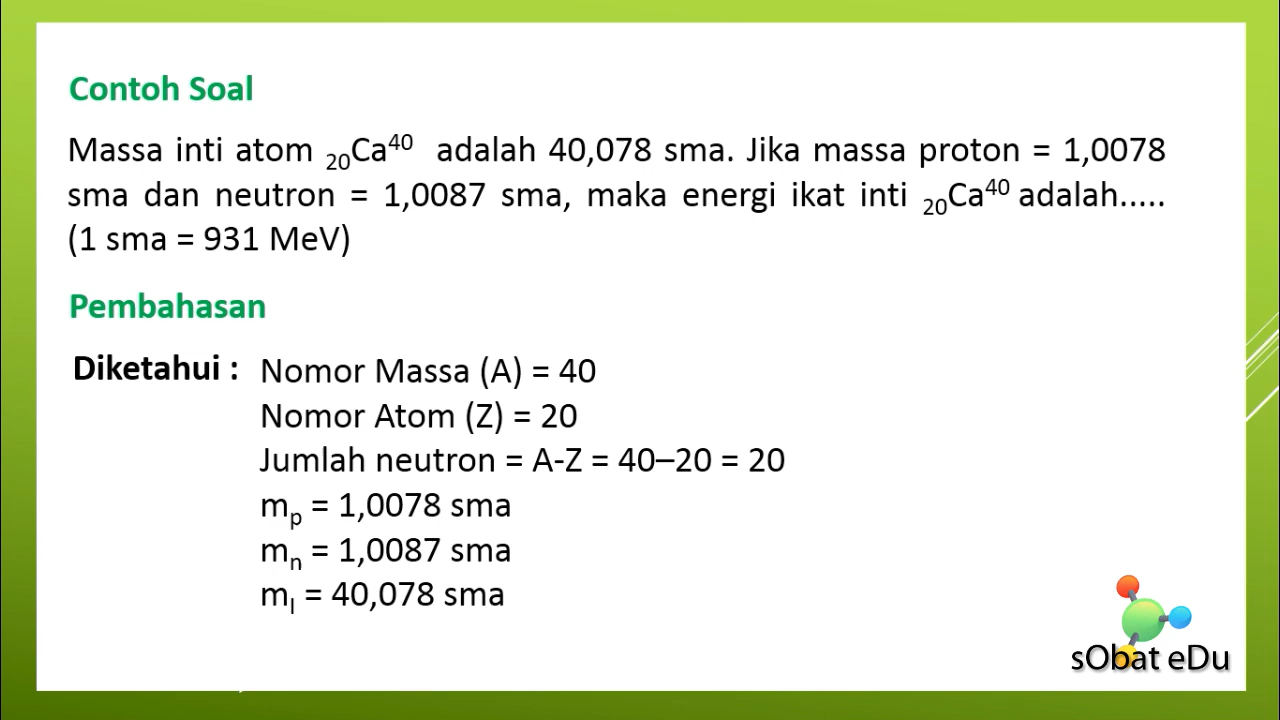 Contoh Soal
Massa inti atom ₂₀Ca⁴⁰ adalah 40,078 sma. Jika massa proton = 1,0078
sma dan neutron = 1,0087 sma, maka energi ikat inti ₂₀Ca⁴⁰ adalah.....
(1 sma = 931 MeV)
Pembahasan
Diketahui : Nomor Massa (A) = 40
Nomor Atom (Z) = 20
Jumlah neutron = A-Z = 40–20 = 20
mₚ = 1,0078 sma
mₙ = 1,0087 sma
m_I = 40,078 sma
sObat eDu